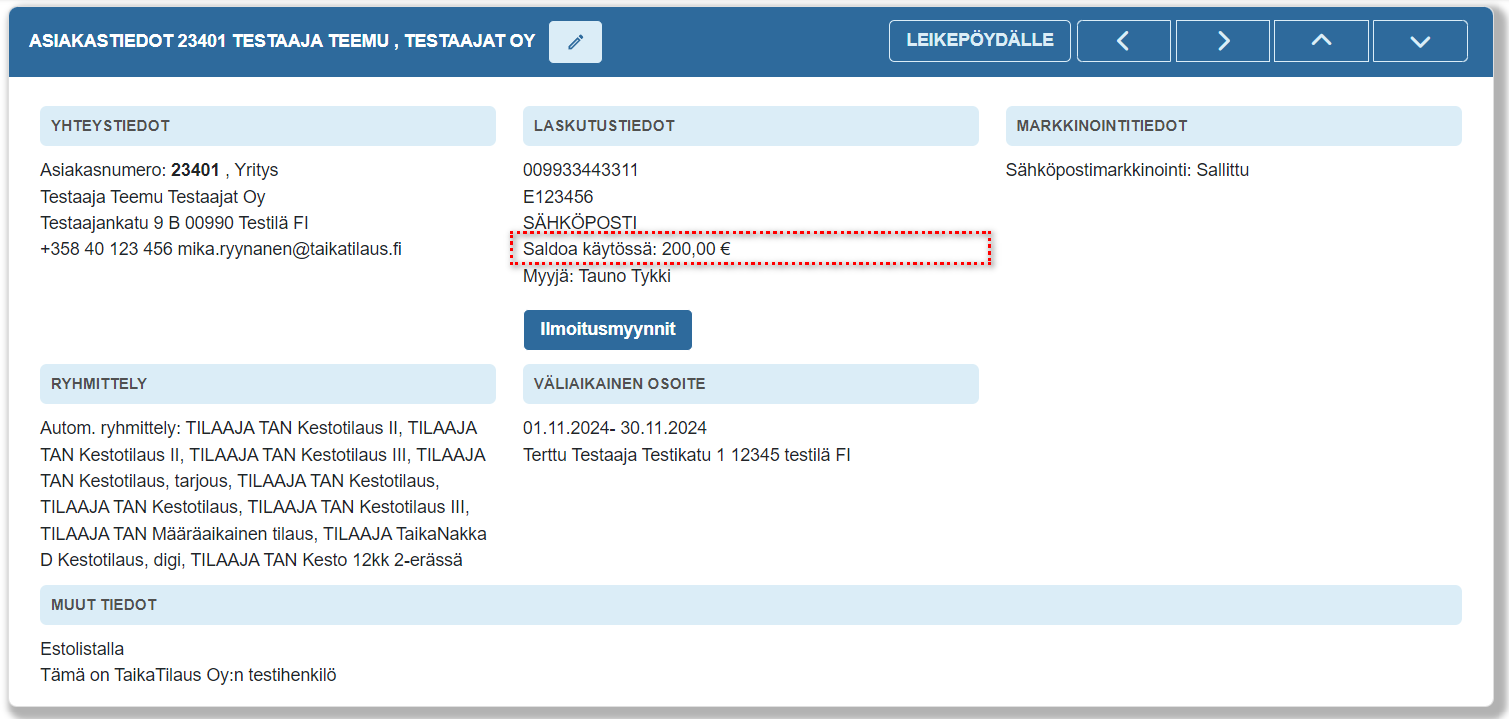 ASIAKASTIEDOT 23401 TESTAAJA TEEMU , TESTAAJAT OY
LEIKEPÖYDÄLLE
YHTEYSTIEDOT
Asiakasnumero: 23401 , Yritys
Testaaja Teemu Testaajat Oy
Testaajankatu 9 B 00990 Testilä FI
+358 40 123 456 mika.ryynanen@taikatilaus.fi
LASKUTUSTIEDOT
009933443311
E123456
SÄHKÖPOSTI
Saldoa käytössä: 200,00 €
Myyjä: Tauno Tykki
Ilmoitusmyynnit
MARKKINOINTITIEDOT
Sähköpostimarkkinointi: Sallittu
RYHMITTELY
Autom. ryhmittely: TILAAJA TAN Kestotilaus II, TILAAJA
TAN Kestotilaus II, TILAAJA TAN Kestotilaus III, TILAAJA
TAN Kestotilaus, tarjous, TILAAJA TAN Kestotilaus,
TILAAJA TAN Kestotilaus, TILAAJA TAN Kestotilaus III,
TILAAJA TAN Määräaikainen tilaus, TILAAJA TaikaNakka
D Kestotilaus, digi, TILAAJA TAN Kesto 12kk 2-erässä
VÄLIAIKAINEN OSOITE
01.11.2024- 30.11.2024
Terttu Testaaja Testikatu 1 12345 testilä FI
MUUT TIEDOT
Estolistalla
Tämä on TaikaTilaus Oy:n testihenkilö